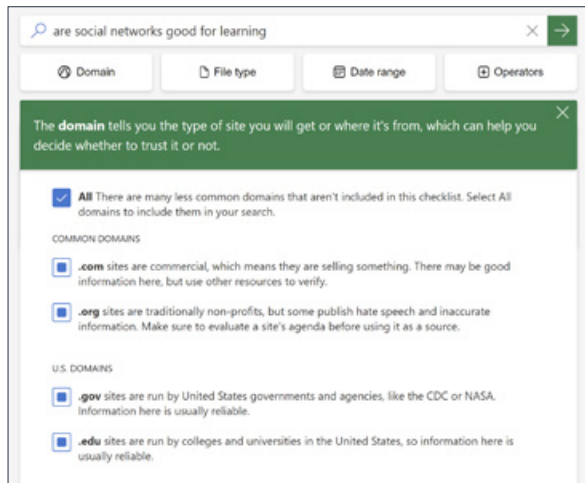 are social networks good for learning
Domain File type Date range Operators
The domain tells you the type of site you will get or where it's from, which can help you
decide whether to trust it or not.
All There are many less common domains that aren't included in this checklist. Select All
domains to include them in your search.
COMMON DOMAINS
.com sites are commercial, which means they are selling something. There may be good
information here, but use other resources to verify.
.org sites are traditionally non-profits, but some publish hate speech and inaccurate
information. Make sure to evaluate a site's agenda before using it as a source.
U.S. DOMAINS
.gov sites are run by United States governments and agencies, like the CDC or NASA.
Information here is usually reliable.
.edu sites are run by colleges and universities in the United States, so information here is
usually reliable.